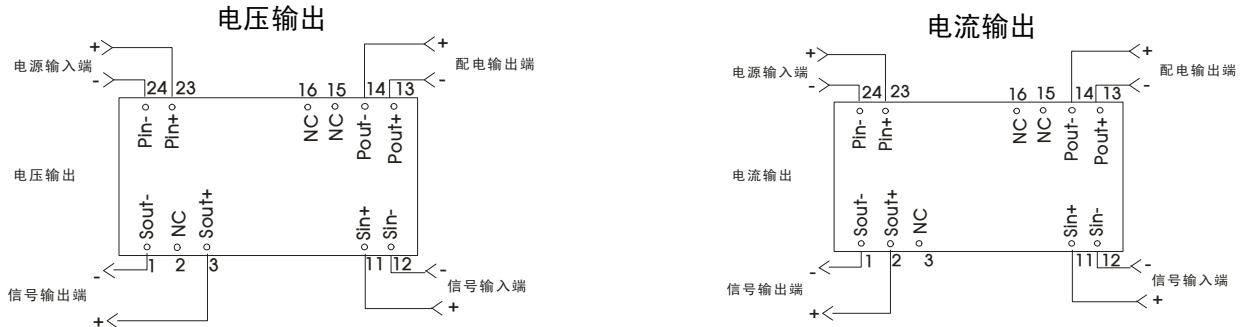 电压输出
+
电源输入端
-
24 23
16 15 14 13
+
配电输出端
-
Pin- Pin+ NC NC Pout- Pout+
电压输出
Sout- NC Sout+ Sin+ Sin-
1 2 3 11 12
-
信号输出端
+
-
信号输入端
+
电流输出
+
电源输入端
-
24 23
16 15 14 13
+
配电输出端
-
Pin- Pin+ NC NC Pout- Pout+
电流输出
Sout- Sout+ NC Sin+ Sin-
1 2 3 11 12
-
信号输出端
+
-
信号输入端
+